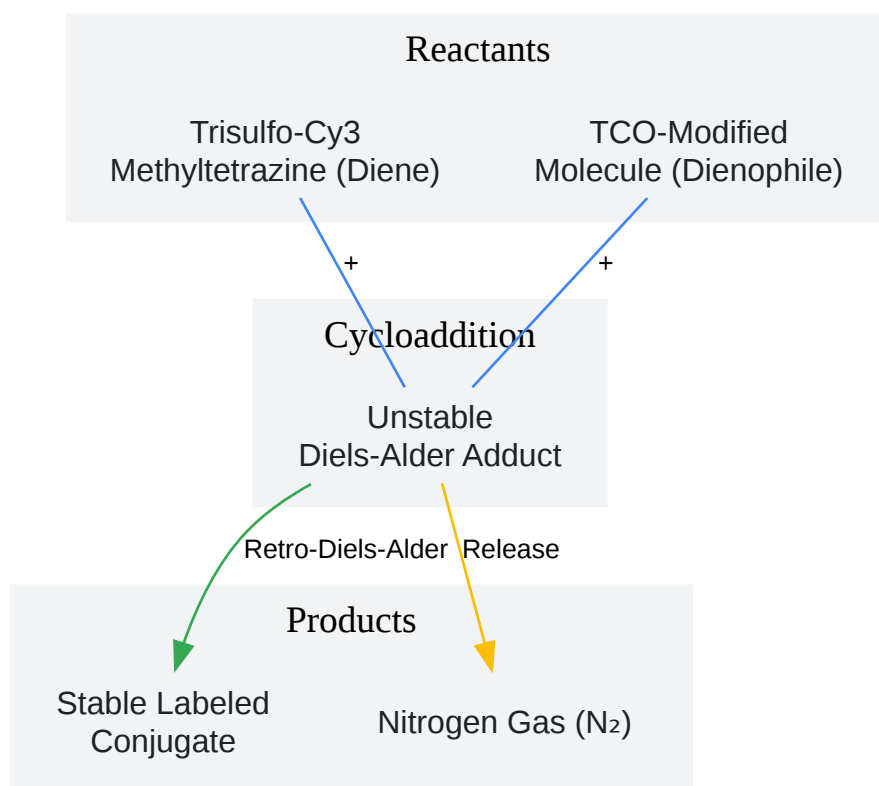 Reactants
Trisulfo-Cy3
Methyltetrazine (Diene)
TCO-Modified
Molecule (Dienophile)
+
+
Cycloaddition
Unstable
Diels-Alder Adduct
Retro-Diels-Alder
Release
Products
Stable Labeled
Conjugate
Nitrogen Gas (N₂)